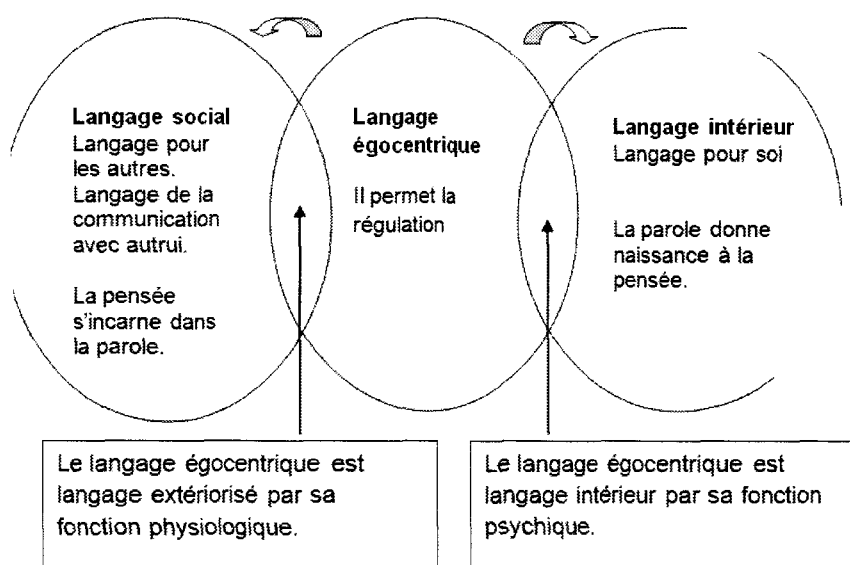 Langage social
Langage pour
les autres.
Langage de la
communication
avec autrui.
La pensée
s'incarne dans
la parole.
Langage
égocentrique
Il permet la
régulation
Langage intérieur
Langage pour soi
La parole donne
naissance à la
pensée.
Le langage égocentrique est
langage extériorisé par sa
fonction physiologique.
Le langage égocentrique est
langage intérieur par sa fonction
psychique.